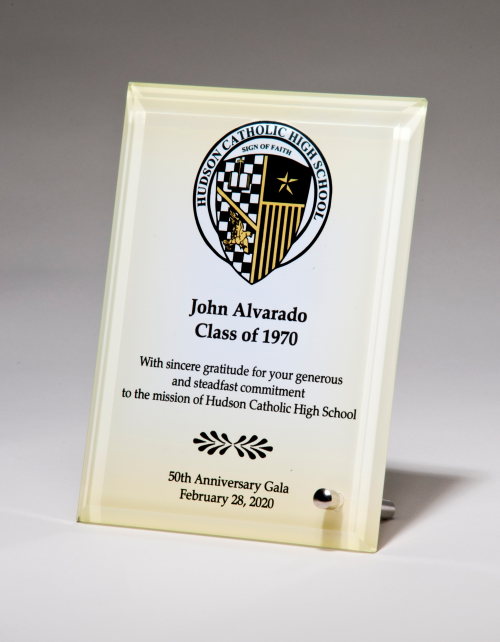 HUDSON CATHOLIC HIGH SCHOOL
SIGN OF FAITH
John Alvarado
Class of 1970
With sincere gratitude for your generous
and steadfast commitment
to the mission of Hudson Catholic High School
50th Anniversary Gala
February 28, 2020